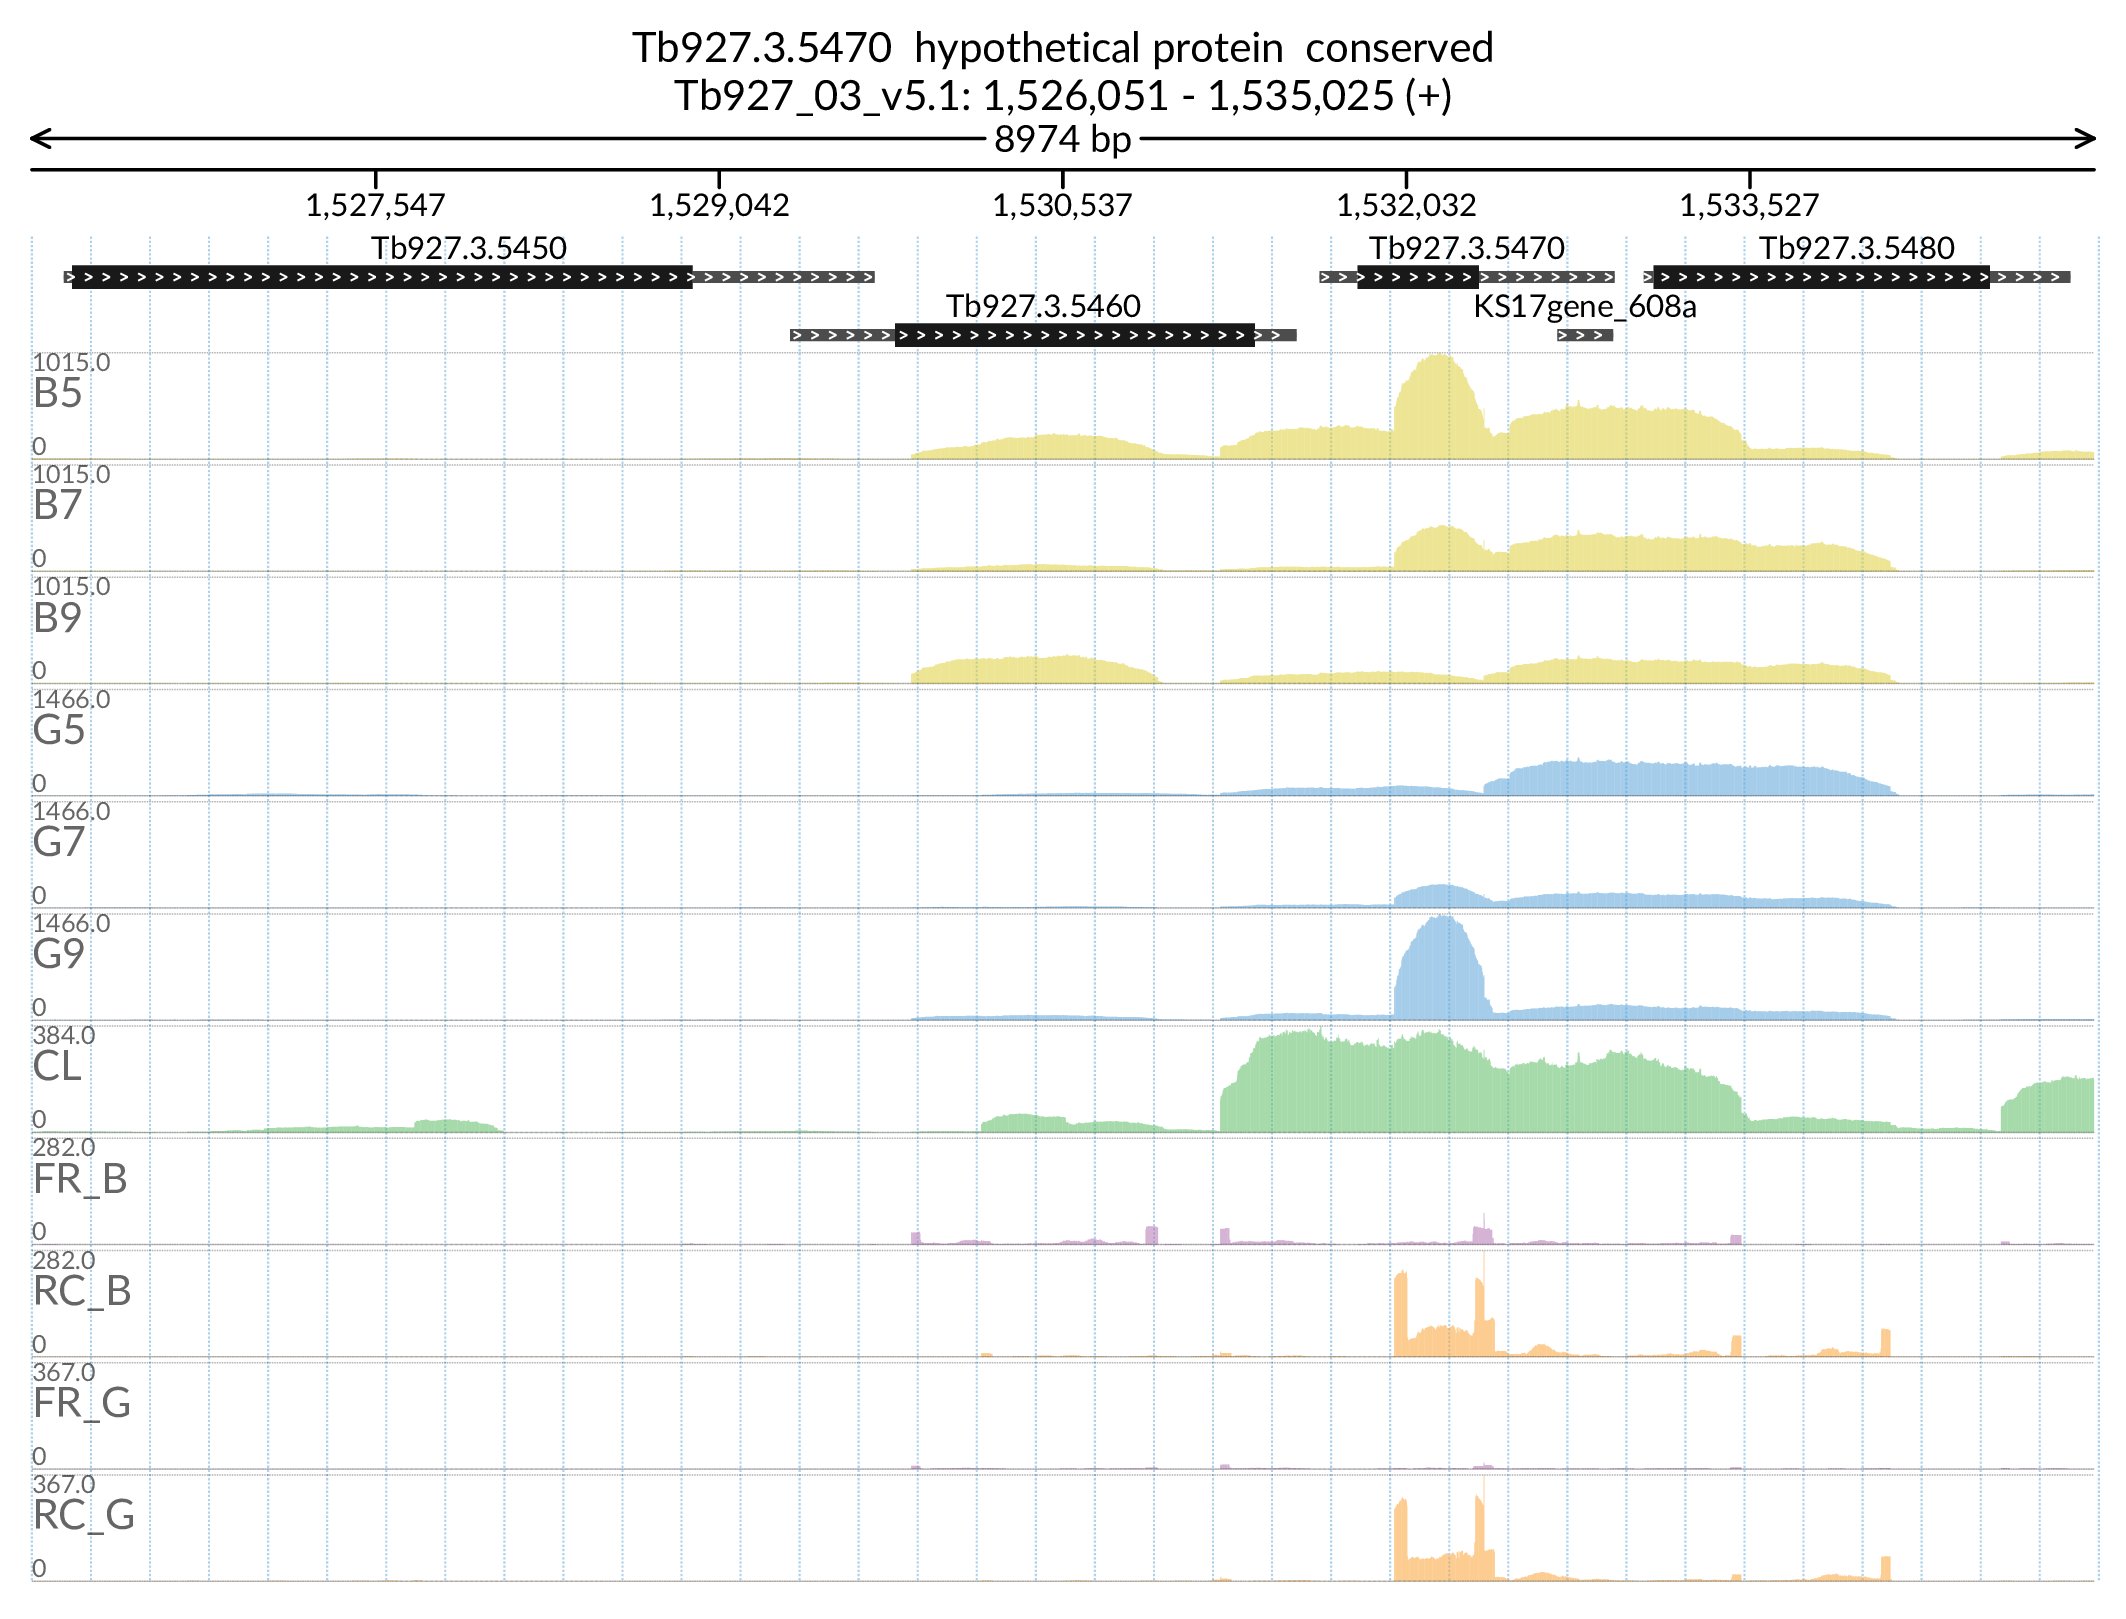 Tb927.3.5470  hypothetical protein  conserved
Tb927_03_v5.1: 1,526,051 - 1,535,025 (+)
8974 bp
1,527,547 1,529,042 1,530,537 1,532,032 1,533,527
Tb927.3.5450 Tb927.3.5470 Tb927.3.5480
Tb927.3.5460 KS17gene_608a
1015.0
B5
0
1015.0
B7
0
1015.0
B9
0
1466.0
G5
0
1466.0
G7
0
1466.0
G9
0
384.0
CL
0
282.0
FR_B
0
282.0
RC_B
0
367.0
FR_G
0
367.0
RC_G
0